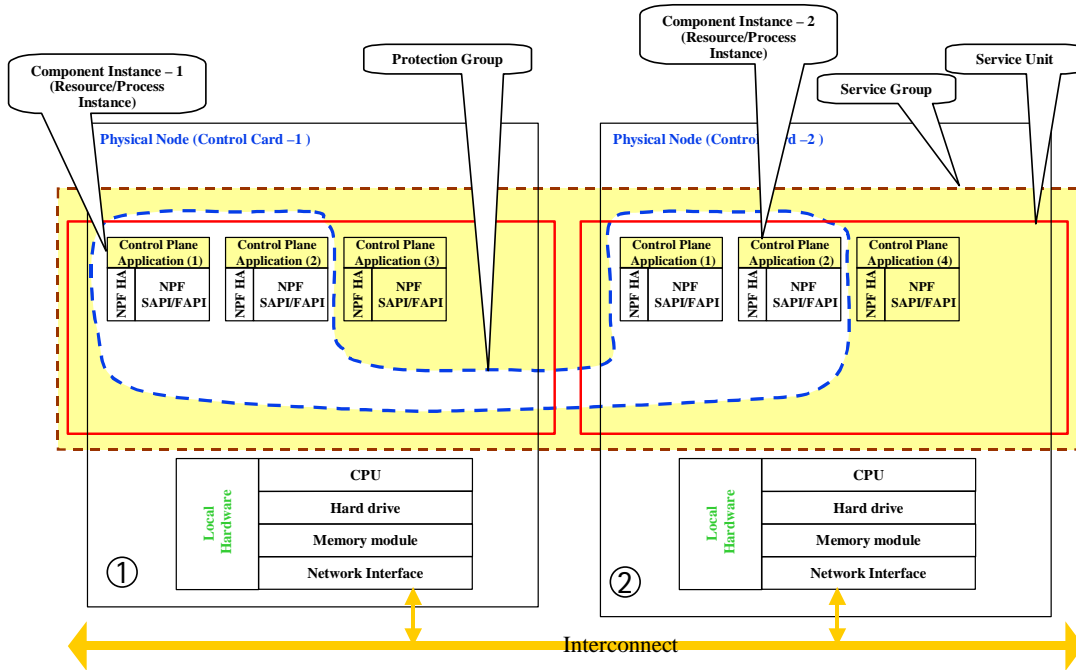 Component Instance – 1
(Resource/Process
Instance)
Protection Group
Component Instance – 2
(Resource/Process
Instance)
Service Group
Service Unit
Physical Node (Control Card –1 )
Control Plane
Application (1)
NPF HA
NPF
SAPI/FAPI
Control Plane
Application (2)
NPF HA
NPF
SAPI/FAPI
Control Plane
Application (3)
NPF HA
NPF
SAPI/FAPI
Local
Hardware
CPU
Hard drive
Memory module
Network Interface
①
Physical Node (Control Card –2 )
Control Plane
Application (1)
NPF HA
NPF
SAPI/FAPI
Control Plane
Application (2)
NPF HA
NPF
SAPI/FAPI
Control Plane
Application (4)
NPF HA
NPF
SAPI/FAPI
Local
Hardware
CPU
Hard drive
Memory module
Network Interface
②
Interconnect